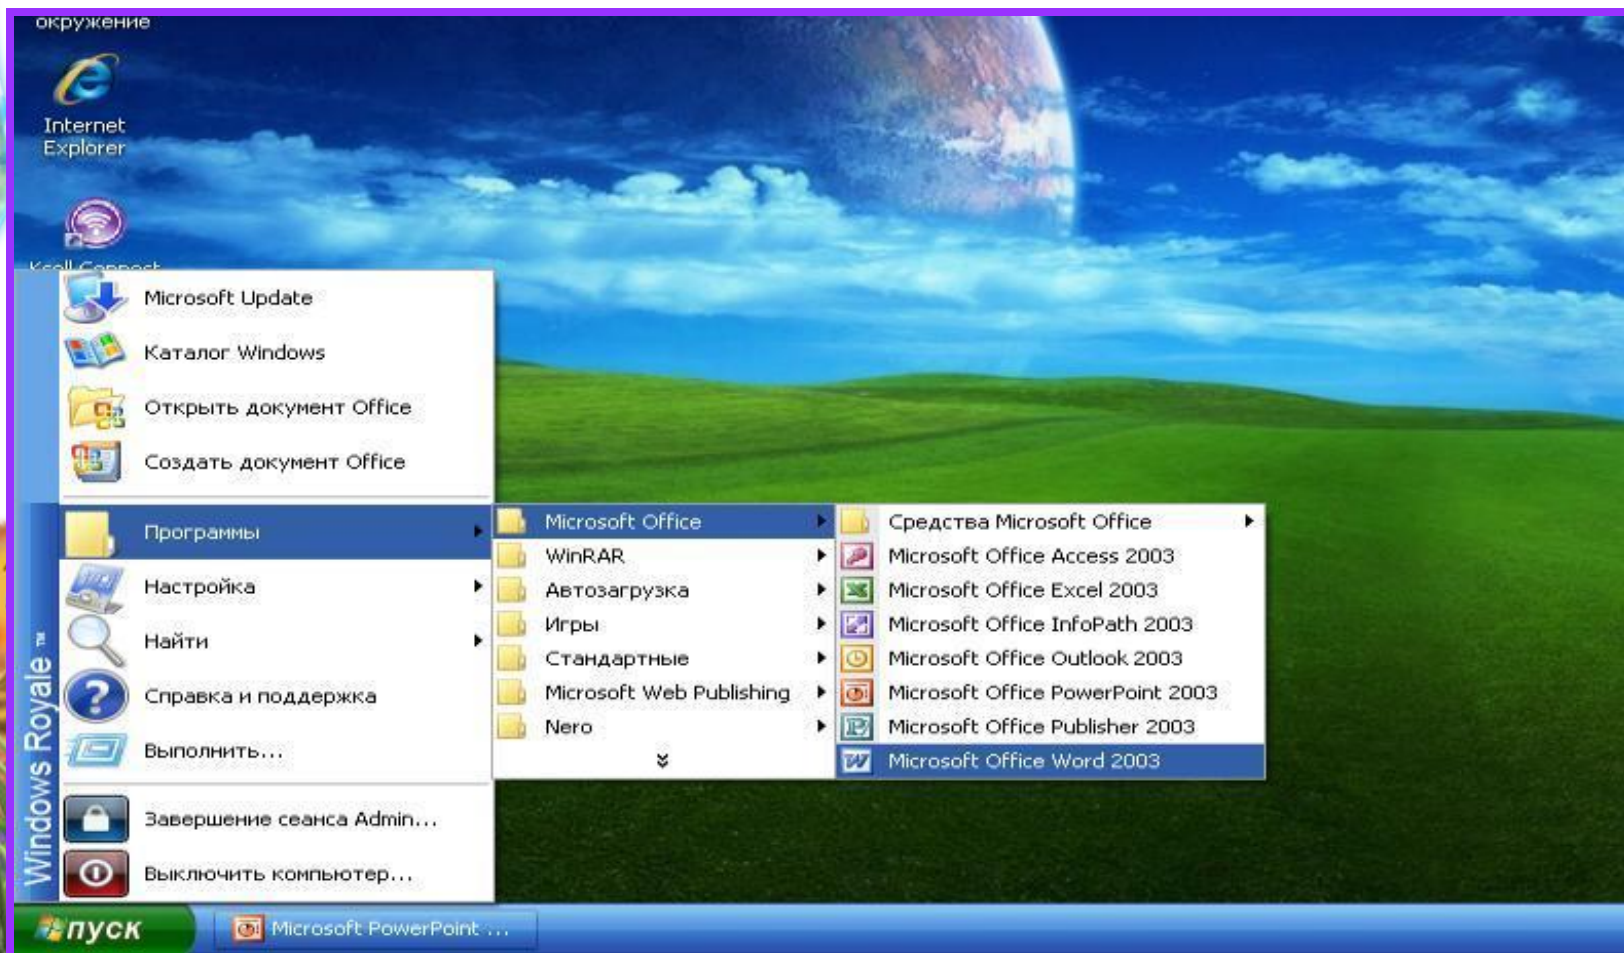 окружение
Internet
Explorer
Kcell Connect
Microsoft Update
Каталог Windows
Открыть документ Office
Создать документ Office
Программы
Настройка
Найти
Справка и поддержка
Выполнить...
Завершение сеанса Admin...
Выключить компьютер...
Windows Royale ™
Microsoft Office
WinRAR
Автозагрузка
Игры
Стандартные
Microsoft Web Publishing
Nero
Средства Microsoft Office
Microsoft Office Access 2003
Microsoft Office Excel 2003
Microsoft Office InfoPath 2003
Microsoft Office Outlook 2003
Microsoft Office PowerPoint 2003
Microsoft Office Publisher 2003
Microsoft Office Word 2003
пуск
Microsoft PowerPoint ...